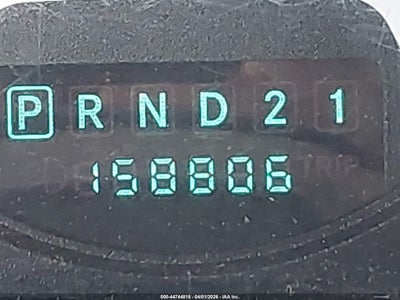 P R N D 2 1
TRIP
158806
000-44744818 - 04/01/2026 - IAA Inc.